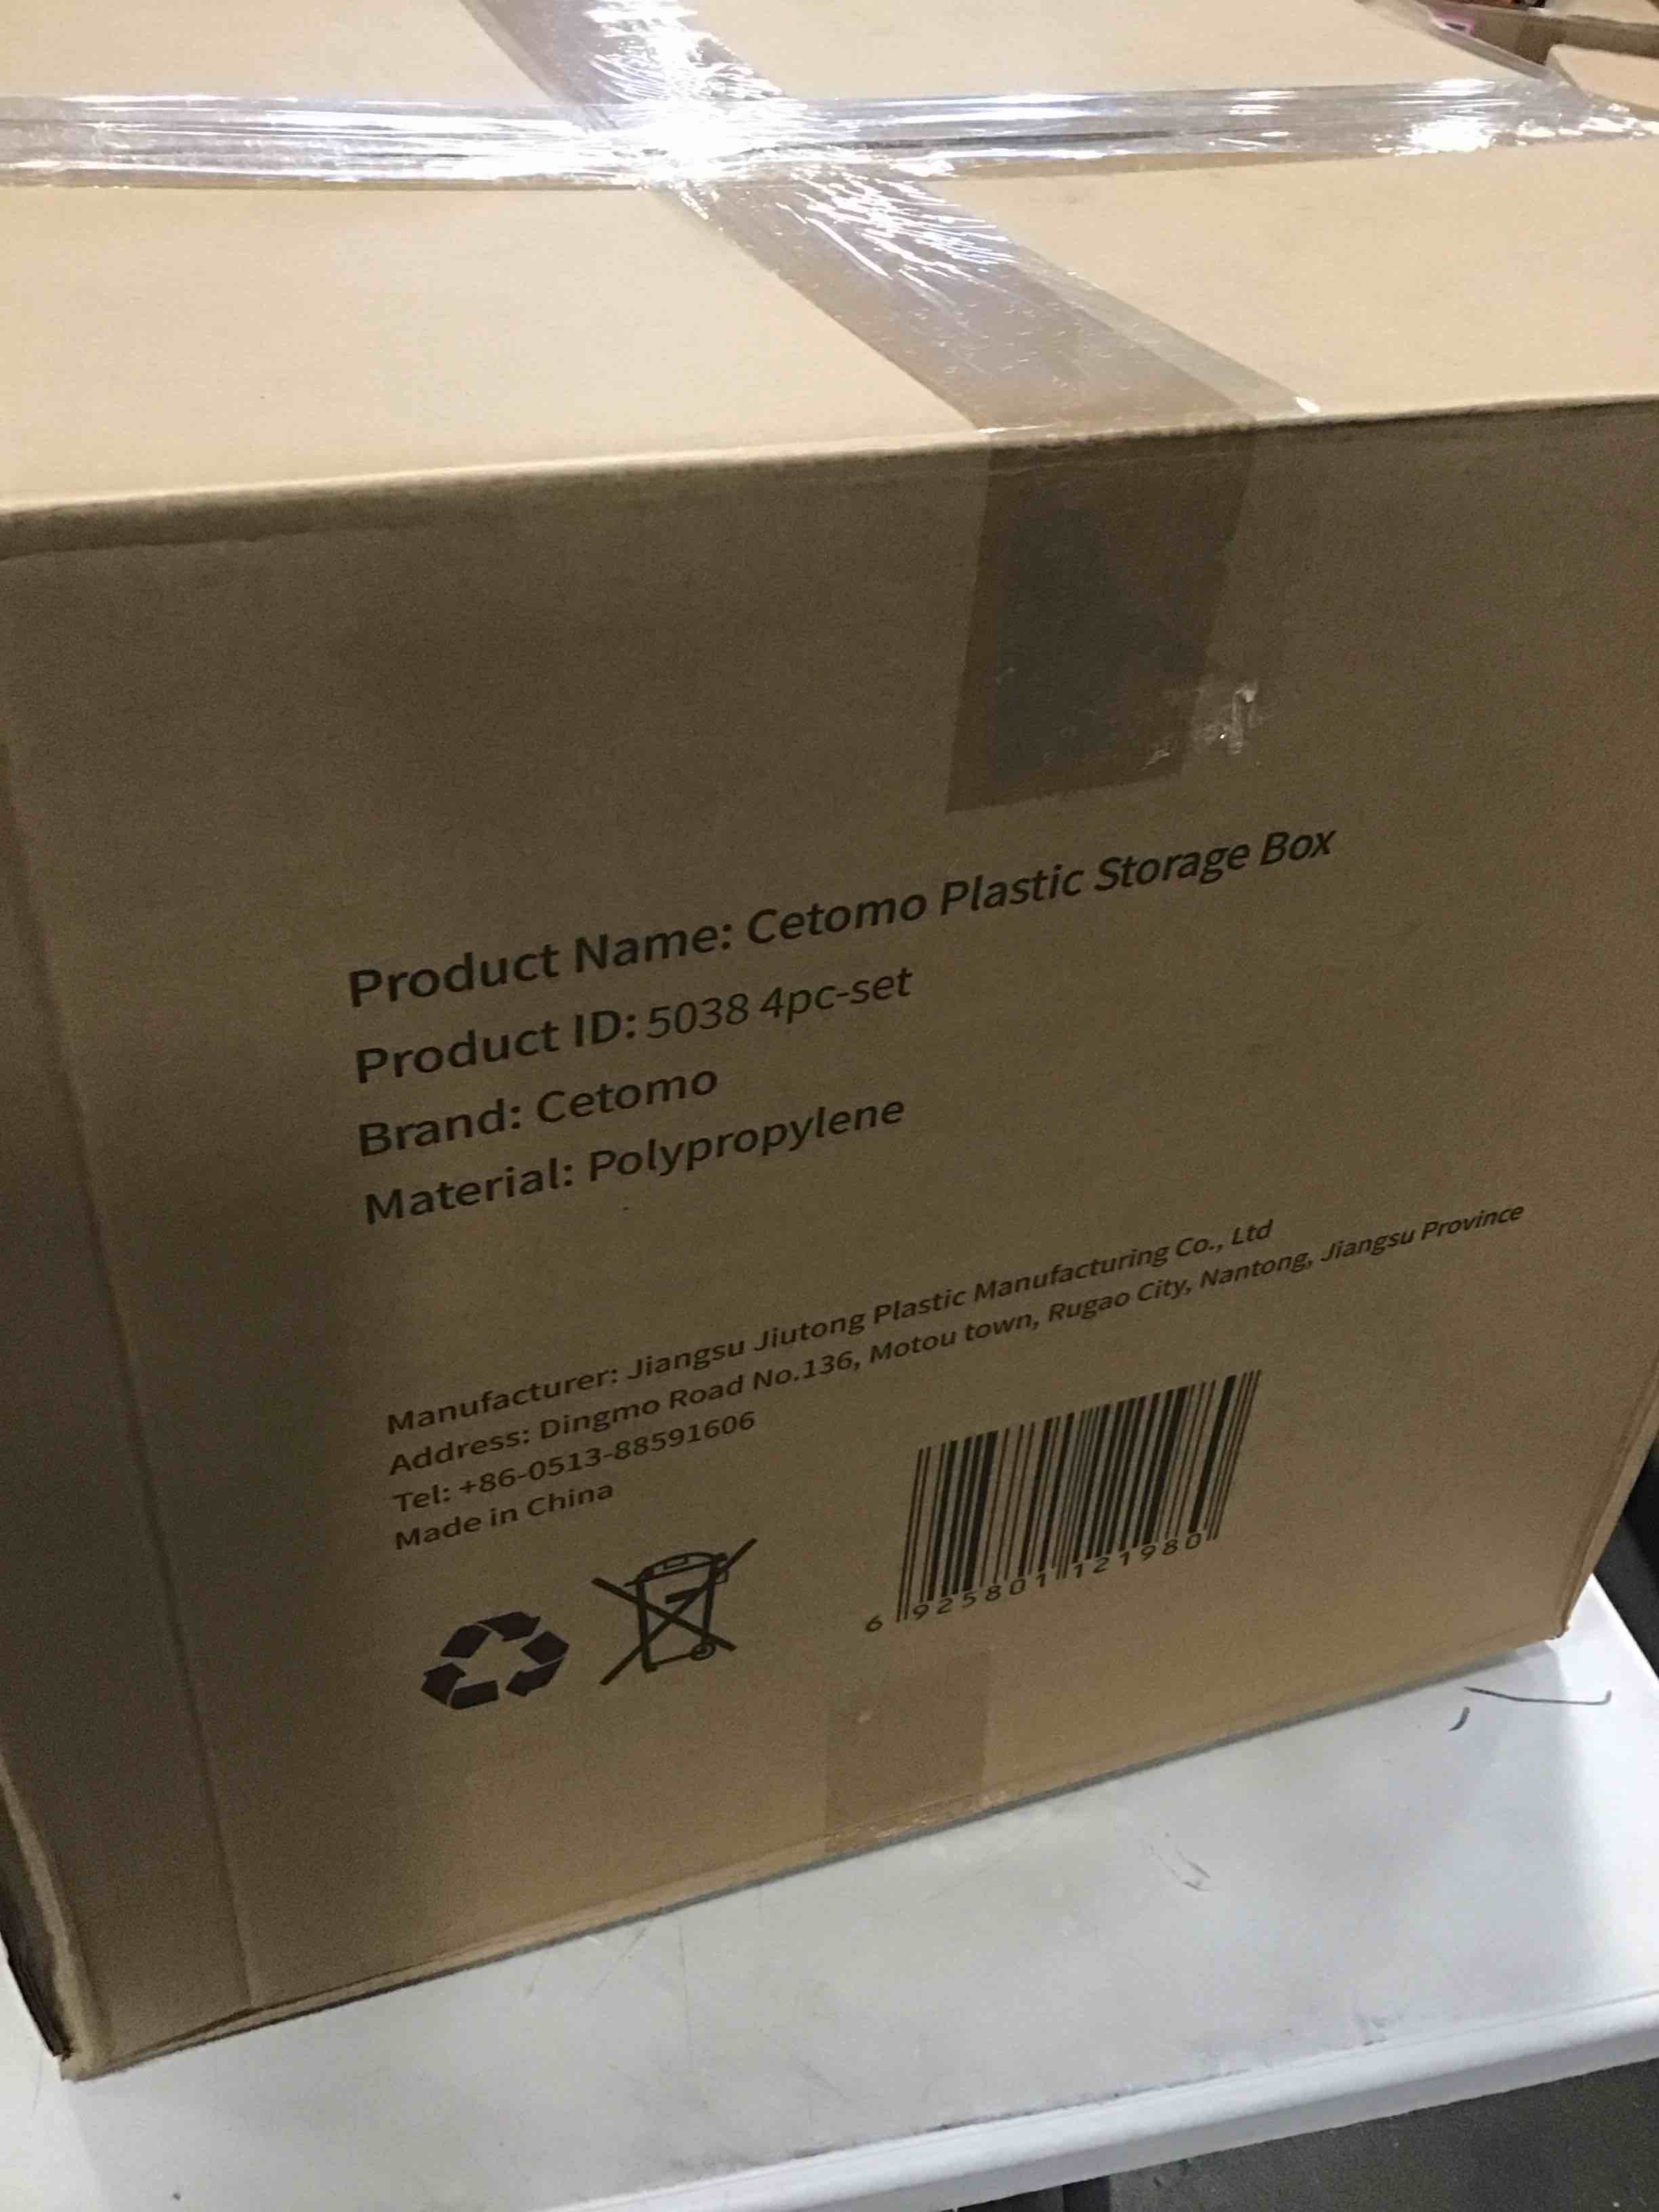 Product Name: Cetomo Plastic Storage Box
Product ID: 5038 4pc-set
Brand: Cetomo
Material: Polypropylene
Manufacturer: Jiangsu Jiutong Plastic Manufacturing Co., Ltd
Address: Dingmo Road No.136, Motou town, Rugao City, Nantong, Jiangsu Province
Tel: +86-0513-88591606
Made in China
6 925801 121980